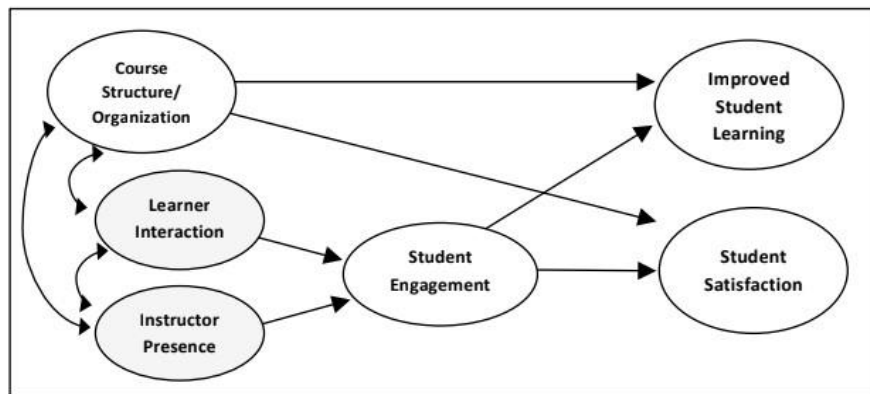 Course
Structure/
Organization
Improved
Student
Learning
Learner
Interaction
Student
Engagement
Student
Satisfaction
Instructor
Presence